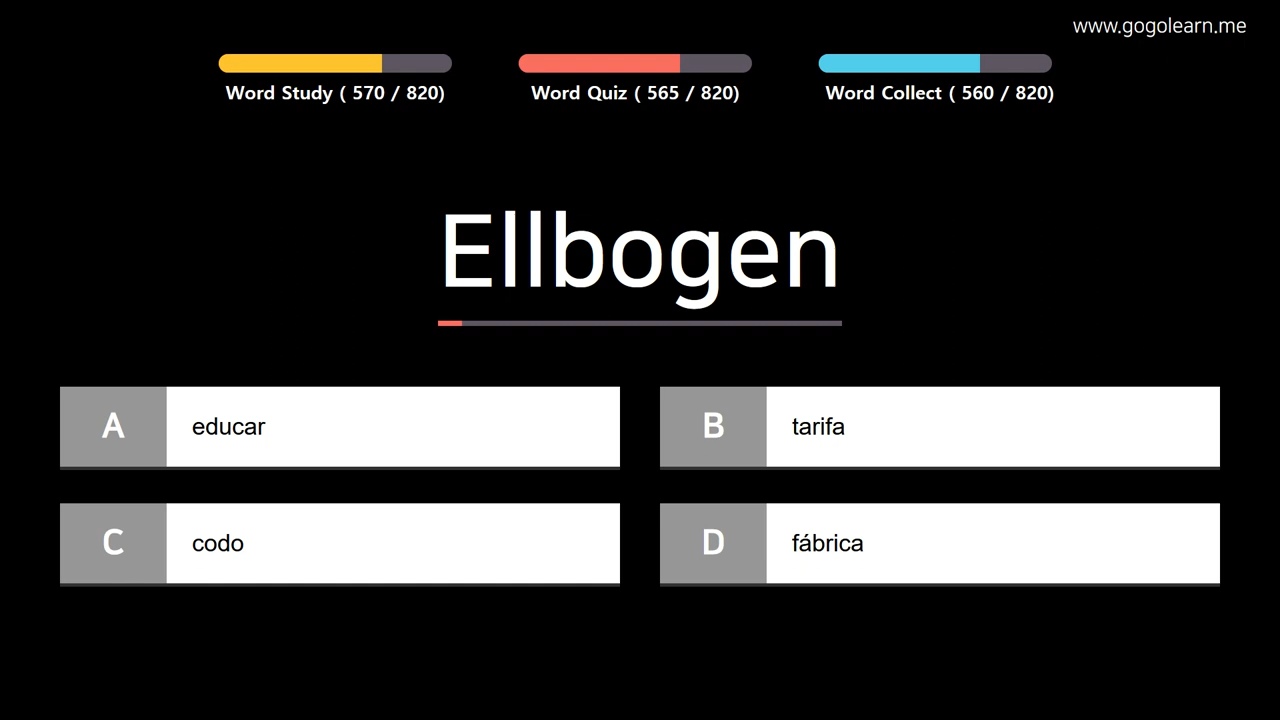 www.gogolearn.me
Word Study ( 570 / 820)
Word Quiz ( 565 / 820)
Word Collect ( 560 / 820)
Ellbogen
A educar
B tarifa
C codo
D fábrica